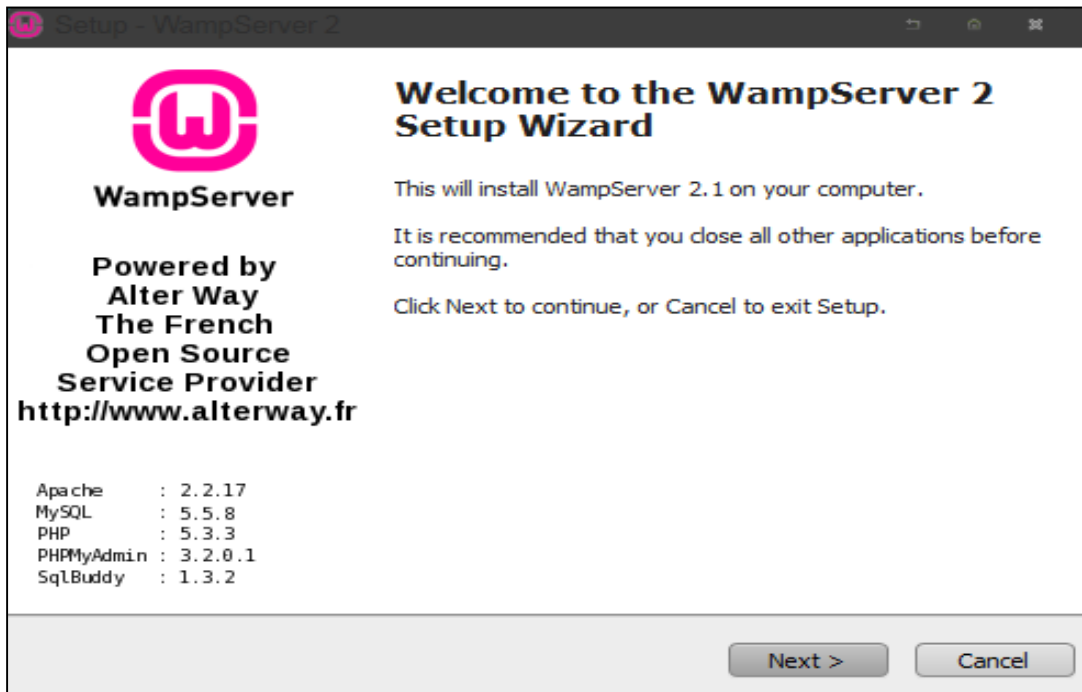 Setup - WampServer 2
WampServer
Powered by
Alter Way
The French
Open Source
Service Provider
http://www.alterway.fr
Apache : 2.2.17
MySQL : 5.5.8
PHP : 5.3.3
PHPMyAdmin : 3.2.0.1
SqlBuddy : 1.3.2
Welcome to the WampServer 2
Setup Wizard
This will install WampServer 2.1 on your computer.
It is recommended that you close all other applications before
continuing.
Click Next to continue, or Cancel to exit Setup.
Next >
Cancel